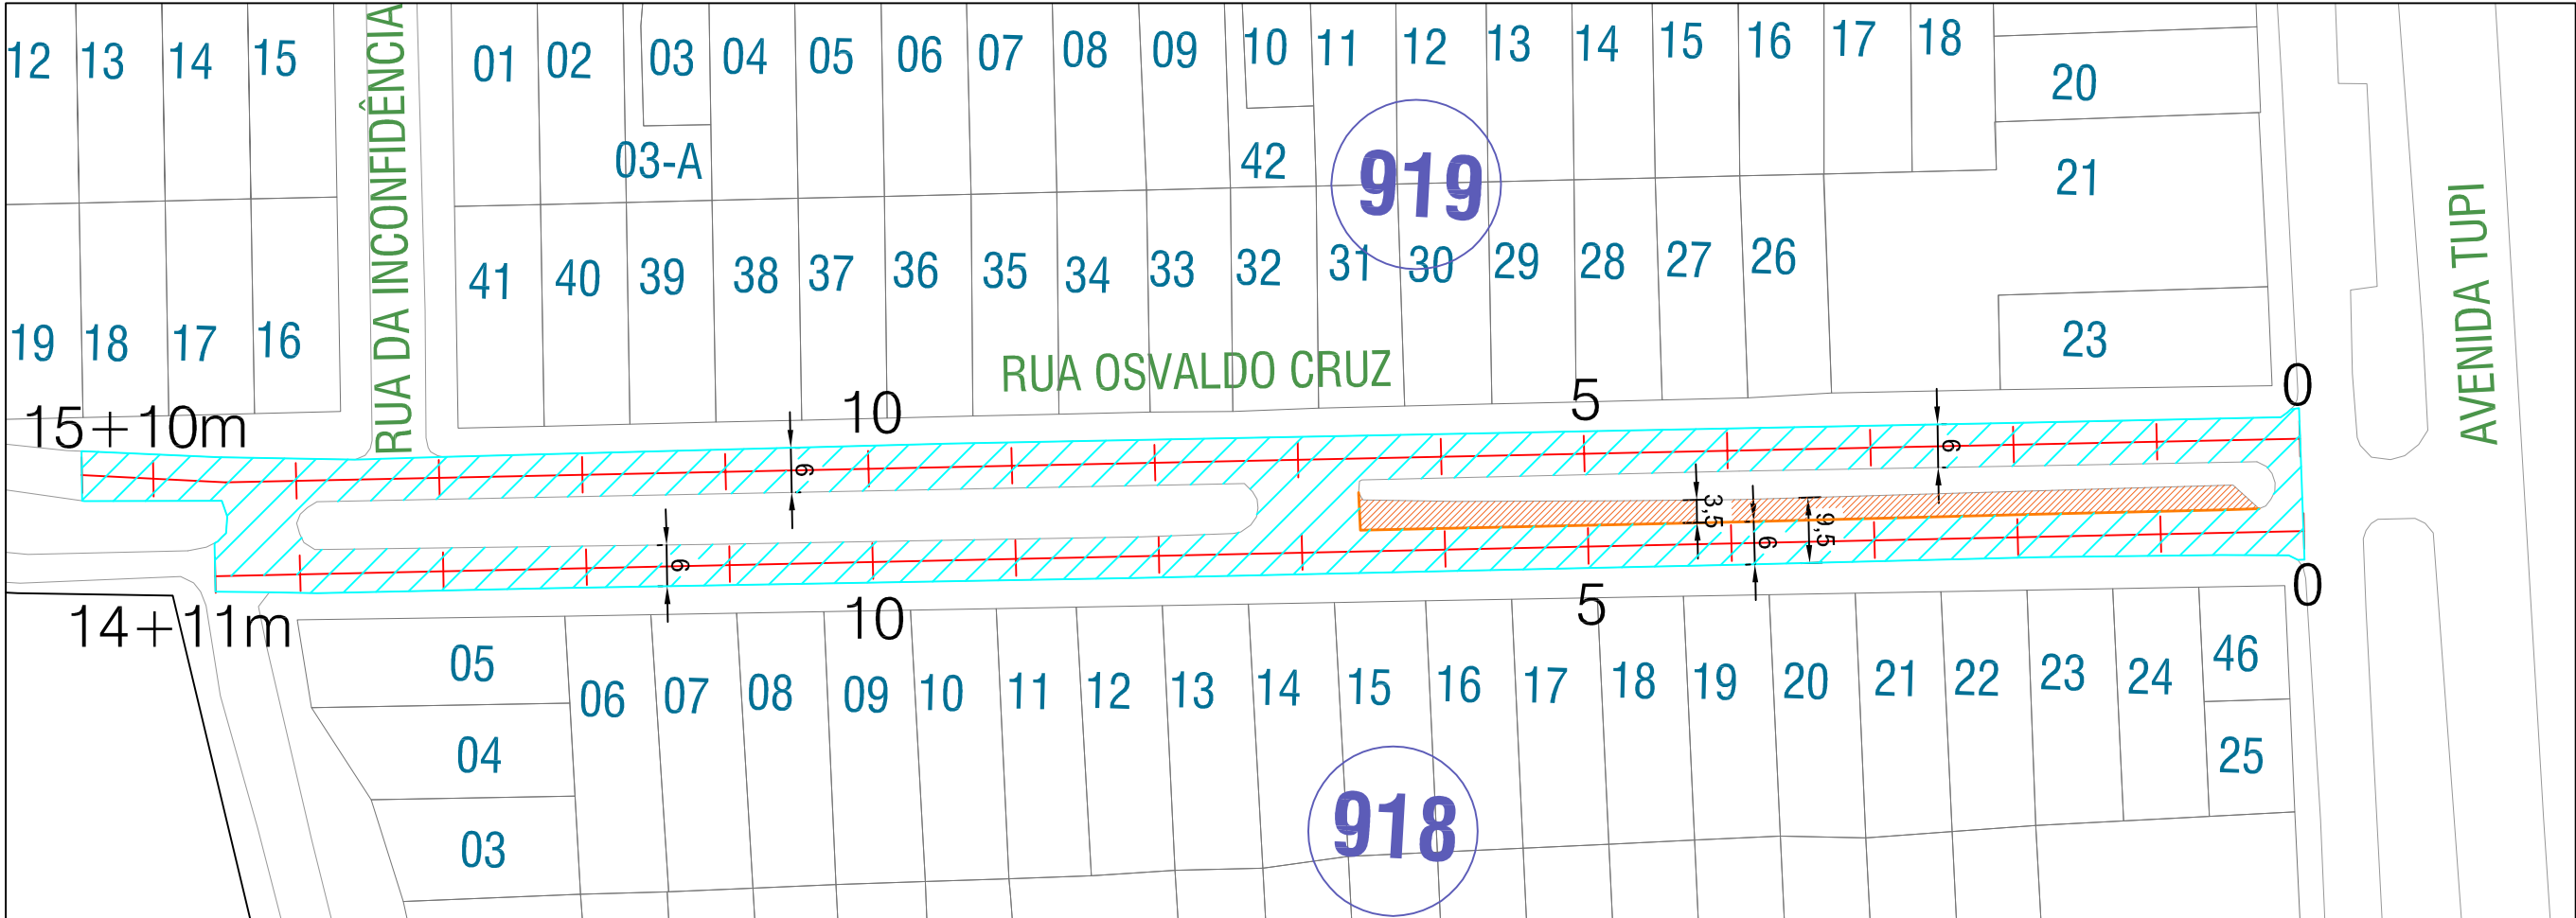 12 13 14 15
01 02 03 04 05 06 07 08 09 10 11 12 13 14 15 16 17 18
20
03-A 42
919
21
RUA DA INCONFIDÊNCIA
AVENIDA TUPI
41 40 39 38 37 36 35 34 33 32 31 30 29 28 27 26
19 18 17 16
23
RUA OSVALDO CRUZ
15+10m 10 5 0
6 6
3,5 9,5
6 6
14+11m 10 5 0
05 06 07 08 09 10 11 12 13 14 15 16 17 18 19 20 21 22 23 24 46
04 25
918
03